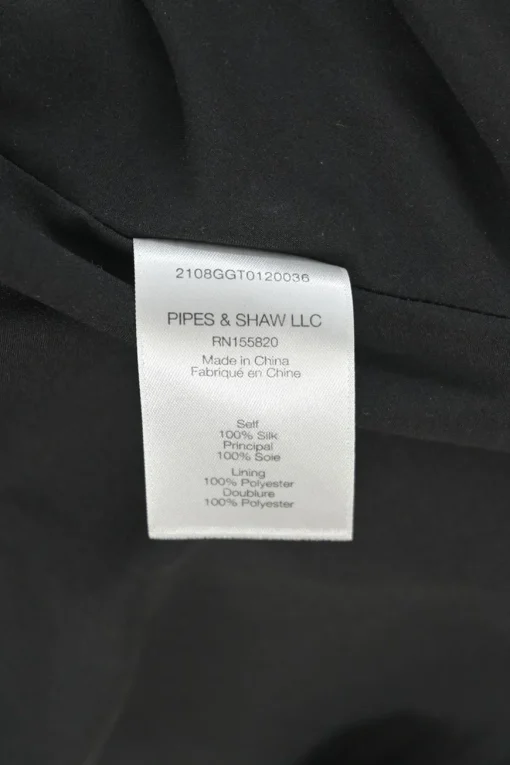 2108GGT0120036
PIPES & SHAW LLC
RN155820
Made in China
Fabriqué en Chine
Self
100% Silk
Principal
100% Soie
Lining
100% Polyester
Doublure
100% Polyester